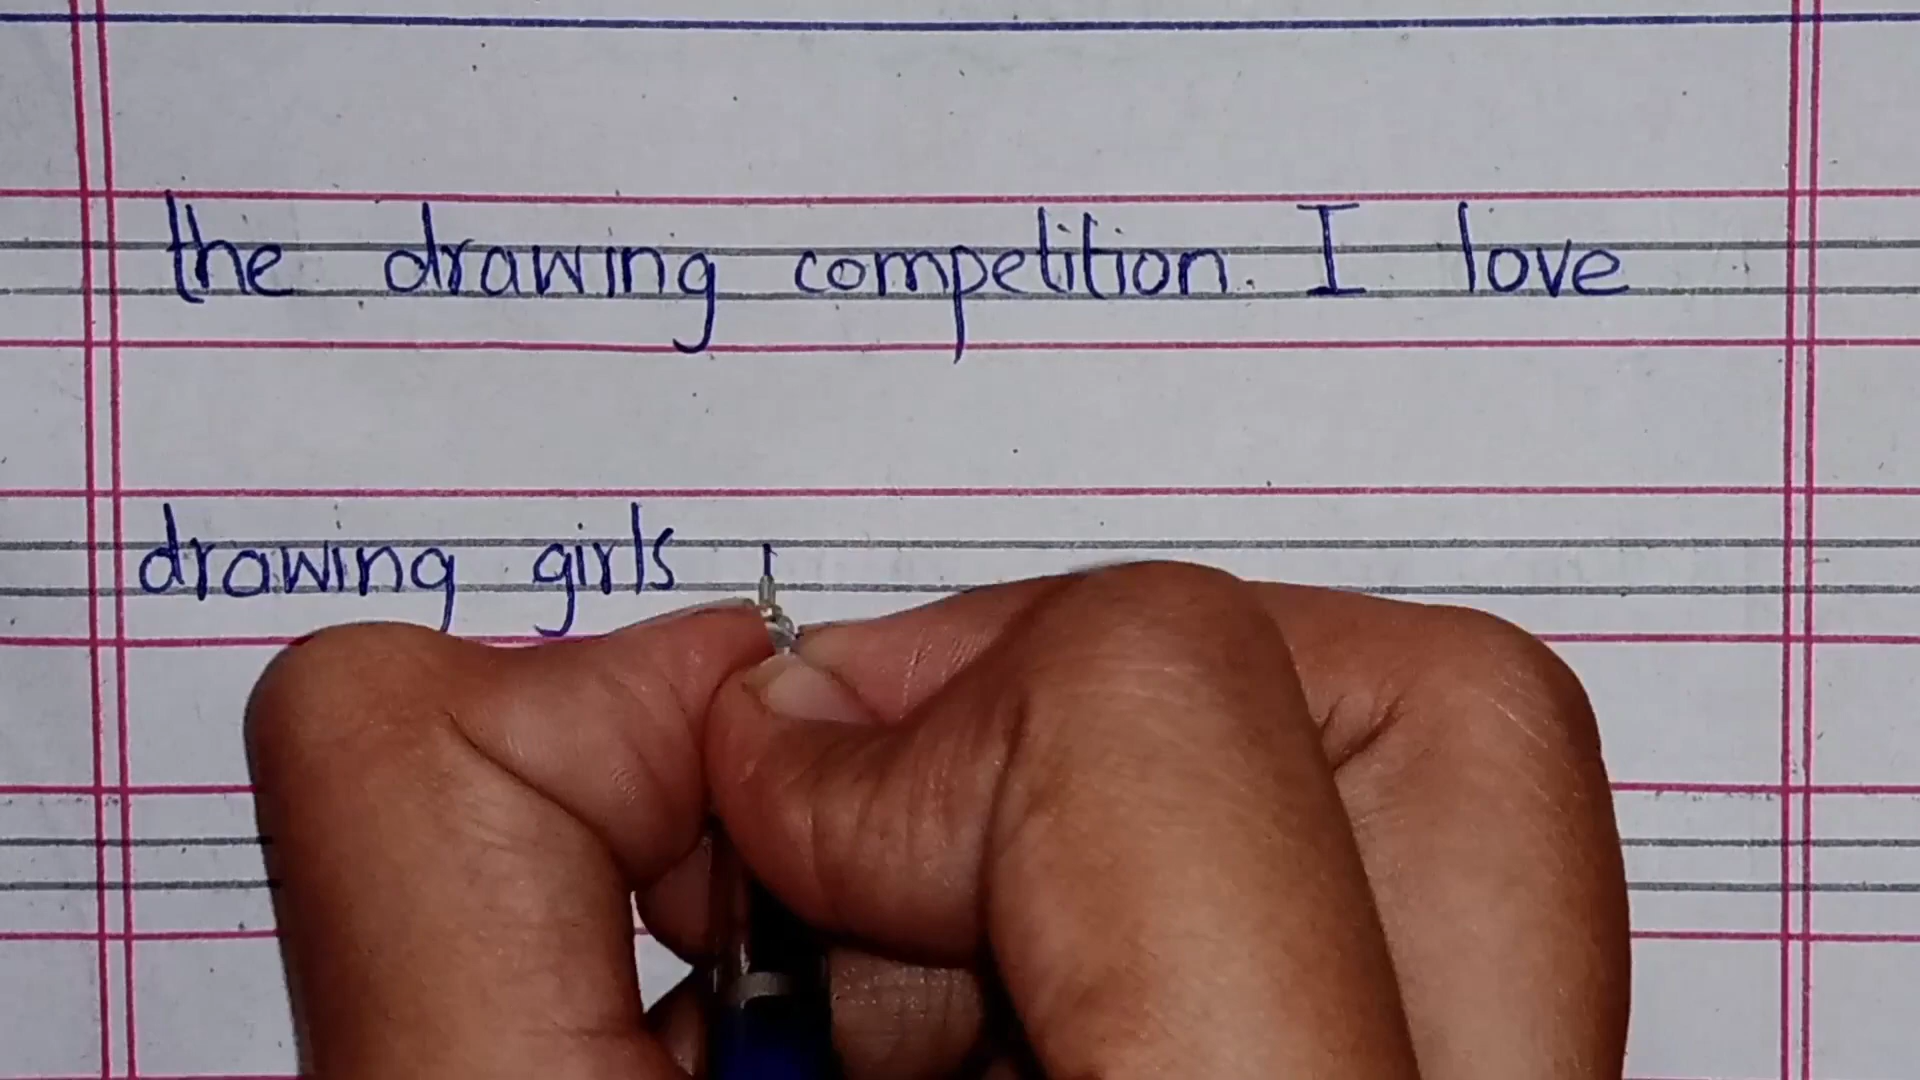 the drawing competition. I love
drawing girls